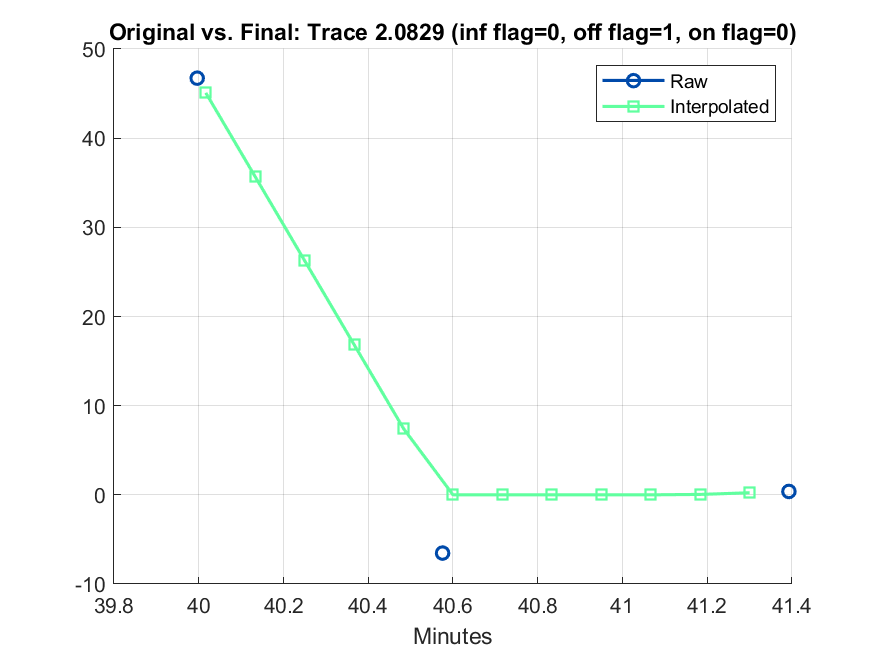 Original vs. Final: Trace 2.0829 (inf flag=0, off flag=1, on flag=0)
50
Raw
Interpolated
40
30
20
10
0
-10
39.8 40 40.2 40.4 40.6 40.8 41 41.2 41.4
Minutes